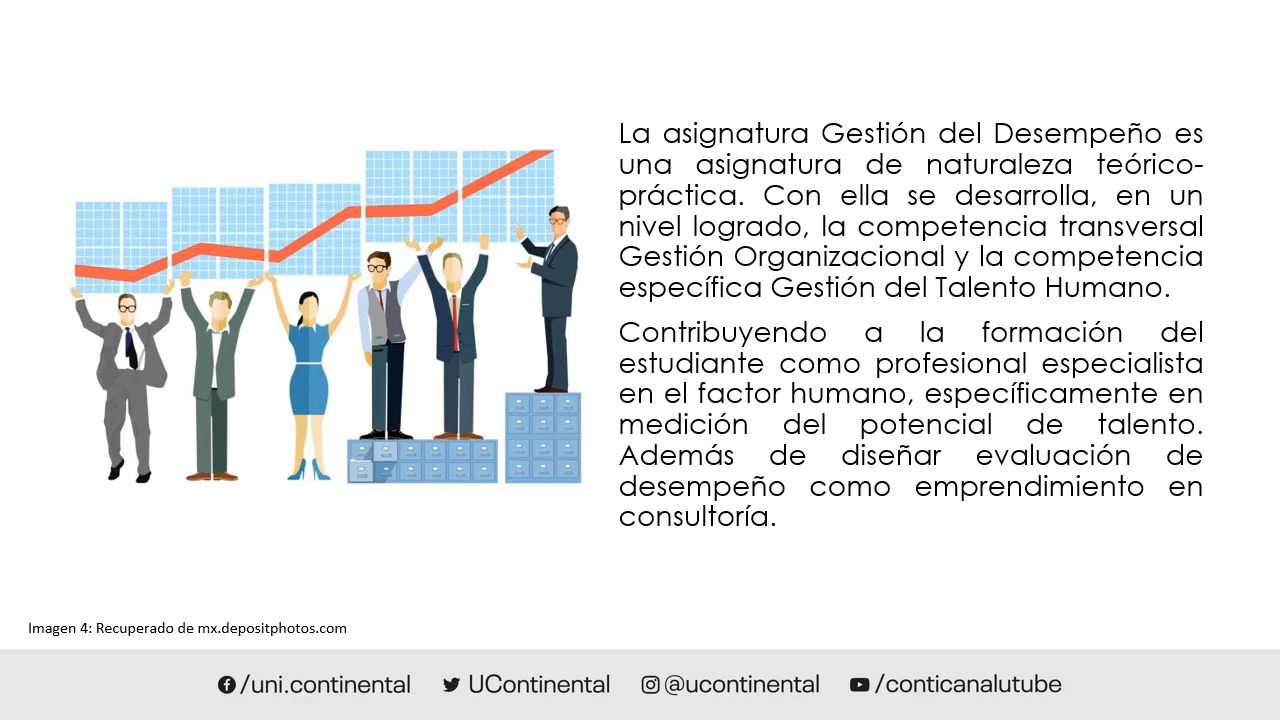 La asignatura Gestión del Desempeño es
una asignatura de naturaleza teórico-
práctica. Con ella se desarrolla, en un
nivel logrado, la competencia transversal
Gestión Organizacional y la competencia
específica Gestión del Talento Humano.
Contribuyendo a la formación del
estudiante como profesional especialista
en el factor humano, específicamente en
medición del potencial de talento.
Además de diseñar evaluación de
desempeño como emprendimiento en
consultoría.
Imagen 4: Recuperado de mx.depositphotos.com
/uni.continental UContinental @ucontinental /conticanalutube